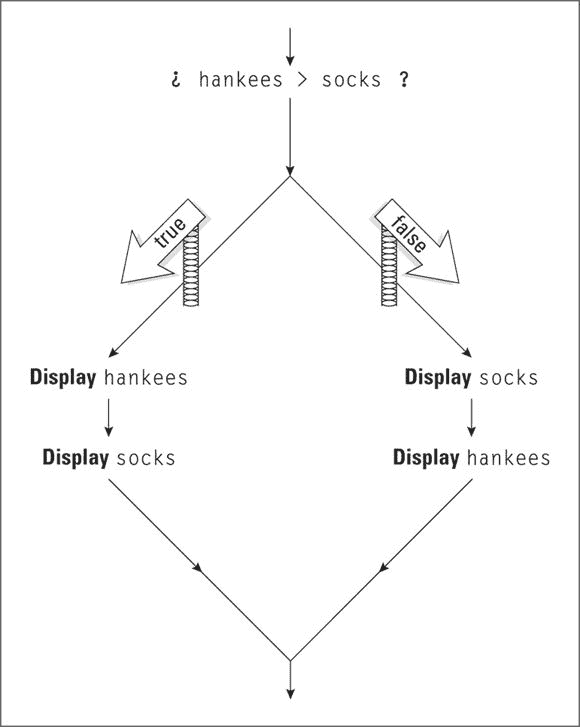 ¿ hankees > socks ?
true
false
Display hankees
Display socks
Display socks
Display hankees